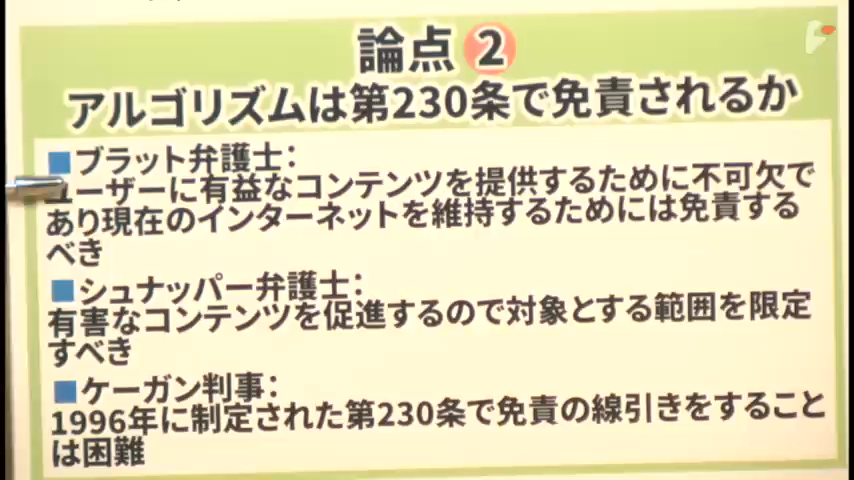 論点 2
アルゴリズムは第230条で免責されるか
■ブラット弁護士：
ユーザーに有益なコンテンツを提供するために不可欠で
あり現在のインターネットを維持するためには免責する
べき
■シュナッパー弁護士：
有害なコンテンツを促進するので対象とする範囲を限定
すべき
■ケーガン判事：
1996年に制定された第230条で免責の線引きをすること
は困難